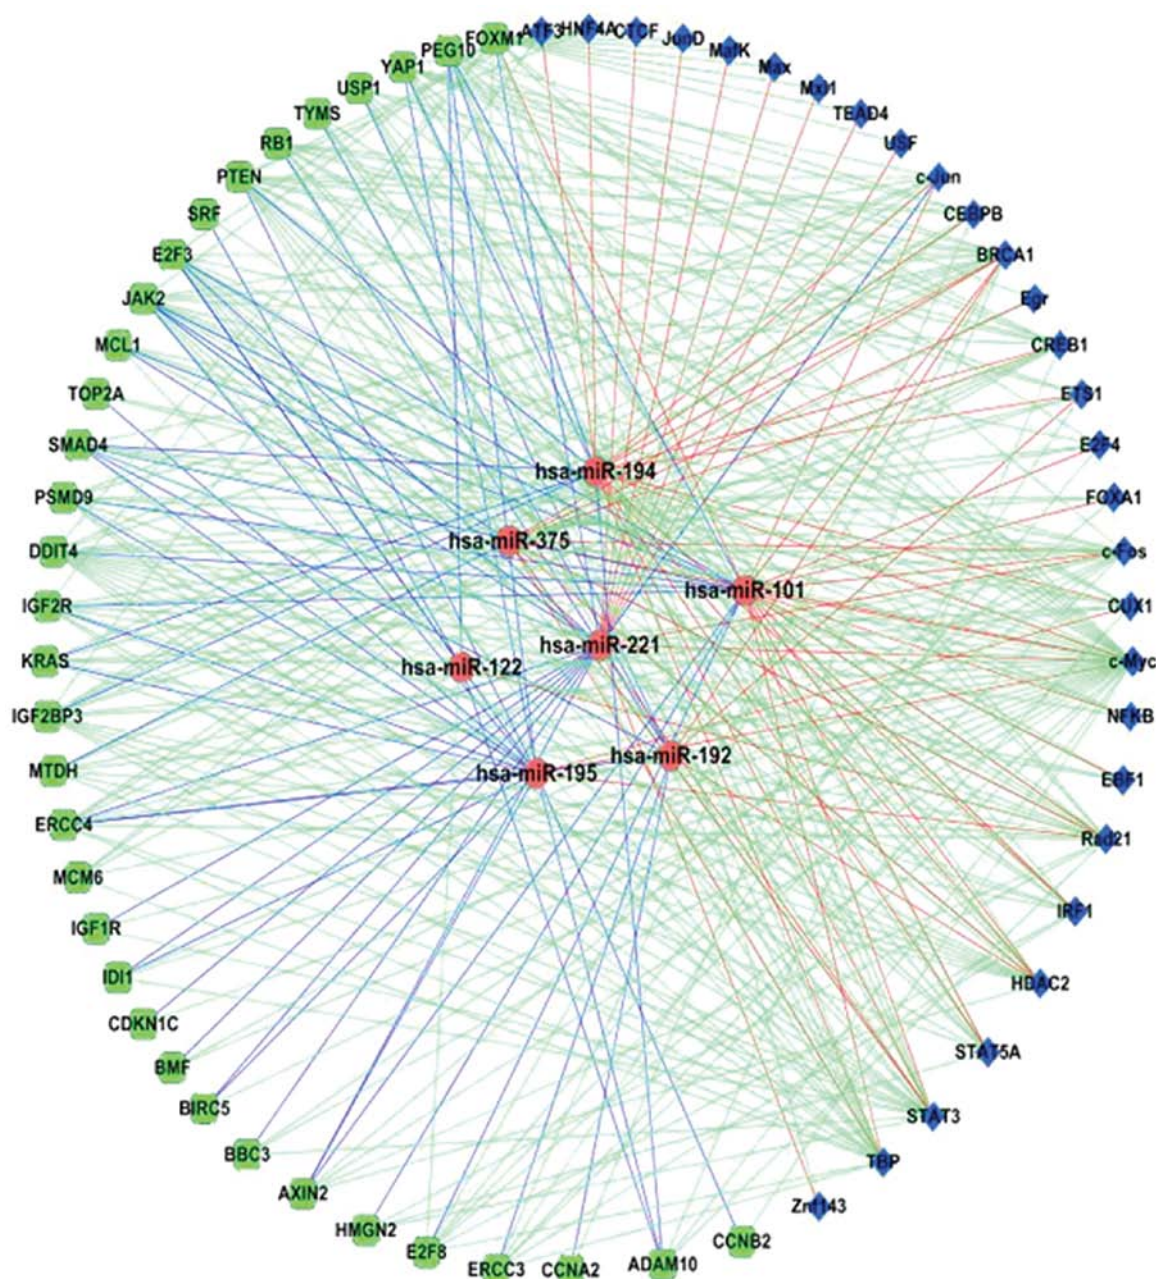 FOXM1
ATF3
HNF4A
CTCF
JunD
MafK
Max
Mxi1
TEAD4
USF
c-Jun
CEBPB
BRCA1
Egr
CREB1
ETS1
E2F4
FOXA1
c-Fos
CUX1
c-Myc
NFKB
EBF1
Rad21
IRF1
HDAC2
STAT5A
STAT3
TBP
Znf143
CCNB2
ADAM10
CCNA2
ERCC3
E2F8
HMGN2
AXIN2
BBC3
BIRC5
BMF
CDKN1C
IDI1
IGF1R
MCM6
ERCC4
MTDH
IGF2BP3
KRAS
IGF2R
DDIT4
PSMD9
SMAD4
TOP2A
MCL1
JAK2
E2F3
SRF
PTEN
RB1
TYMS
USP1
YAP1
PEG10
hsa-miR-194
hsa-miR-375
hsa-miR-101
hsa-miR-221
hsa-miR-122
hsa-miR-192
hsa-miR-195